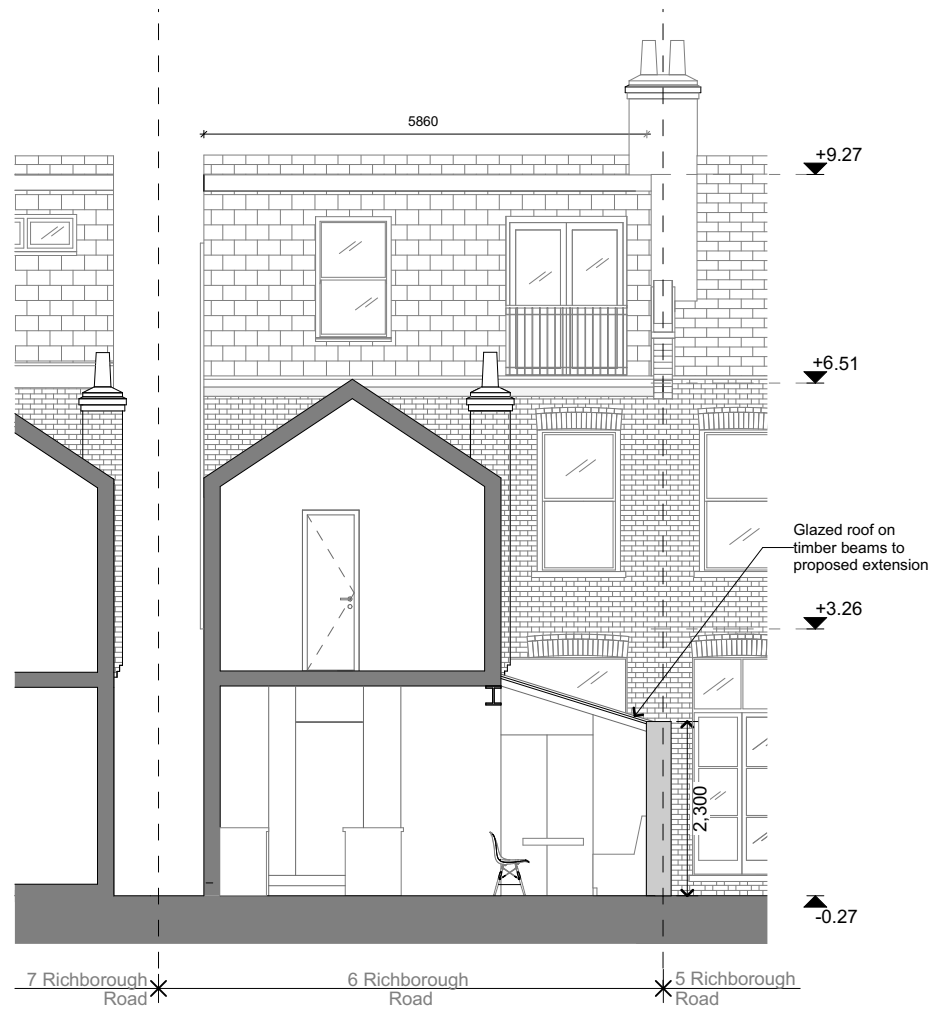 5860
+9.27
+6.51
Glazed roof on
timber beams to
proposed extension
+3.26
2,300
-0.27
7 Richborough
Road
6 Richborough
Road
5 Richborough
Road